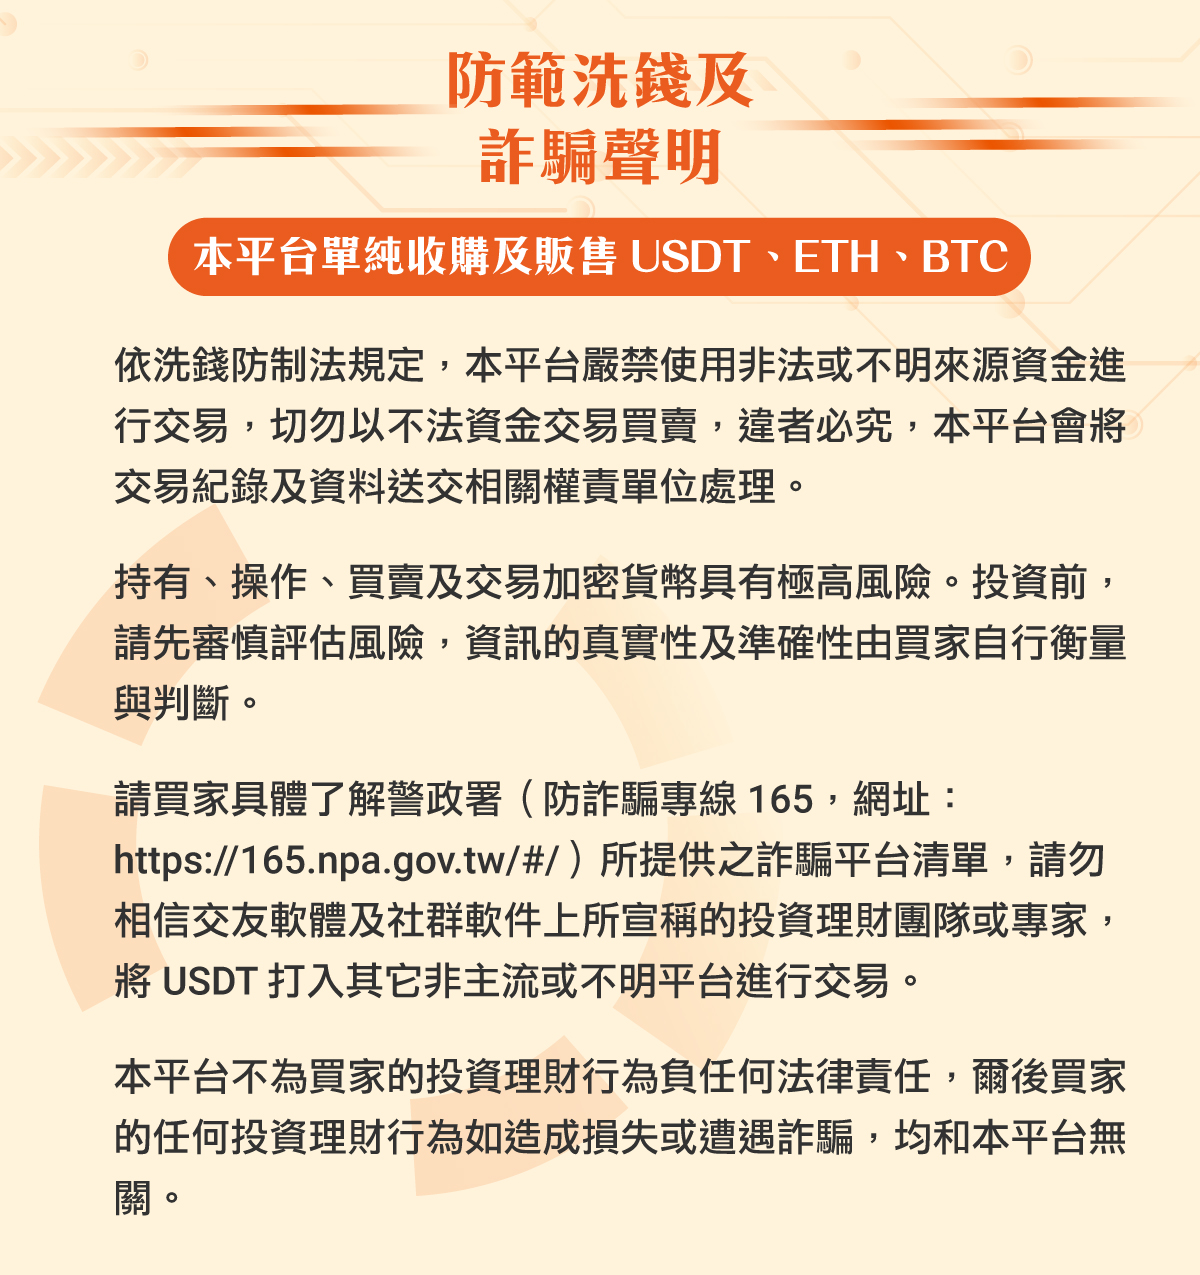 防範洗錢及
詐騙聲明
本平台單純收購及販售 USDT、ETH、BTC
依洗錢防制法規定，本平台嚴禁使用非法或不明來源資金進
行交易，切勿以不法資金交易買賣，違者必究，本平台會將
交易紀錄及資料送交相關權責單位處理。
持有、操作、買賣及交易加密貨幣具有極高風險。投資前，
請先審慎評估風險，資訊的真實性及準確性由買家自行衡量
與判斷。
請買家具體了解警政署（防詐騙專線 165，網址：
https://165.npa.gov.tw/#/）所提供之詐騙平台清單，請勿
相信交友軟體及社群軟件上所宣稱的投資理財團隊或專家，
將 USDT 打入其它非主流或不明平台進行交易。
本平台不為買家的投資理財行為負任何法律責任，爾後買家
的任何投資理財行為如造成損失或遭遇詐騙，均和本平台無
關。